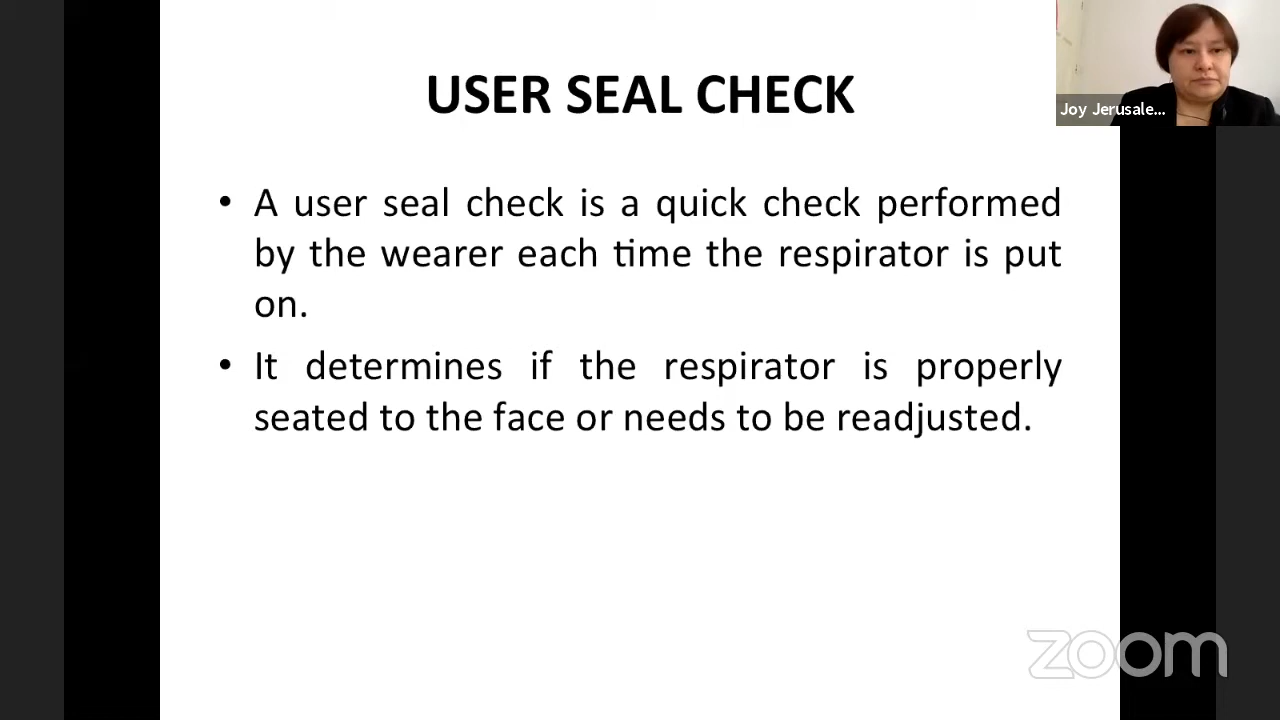 USER SEAL CHECK
Joy Jerusale...
• A user seal check is a quick check performed
by the wearer each time the respirator is put
on.
• It determines if the respirator is properly
seated to the face or needs to be readjusted.
zoom